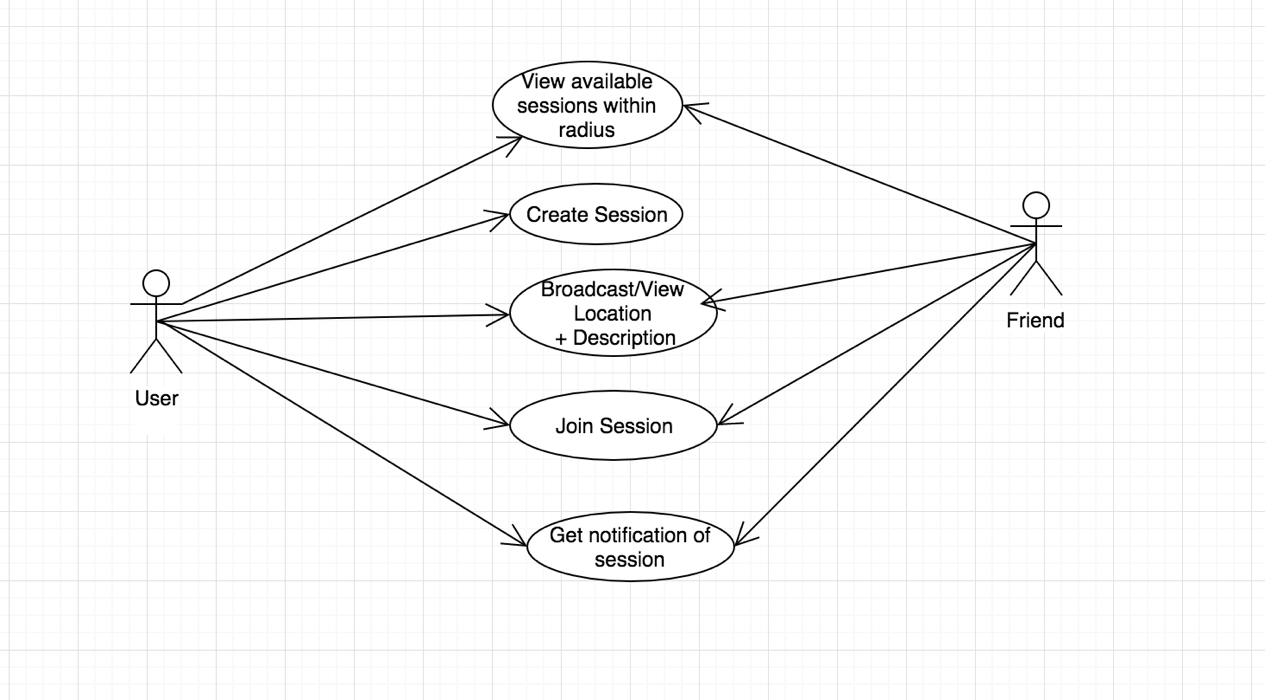 View available
sessions within
radius
Create Session
Broadcast/View
Location
+ Description
Join Session
Get notification of
session
User
Friend